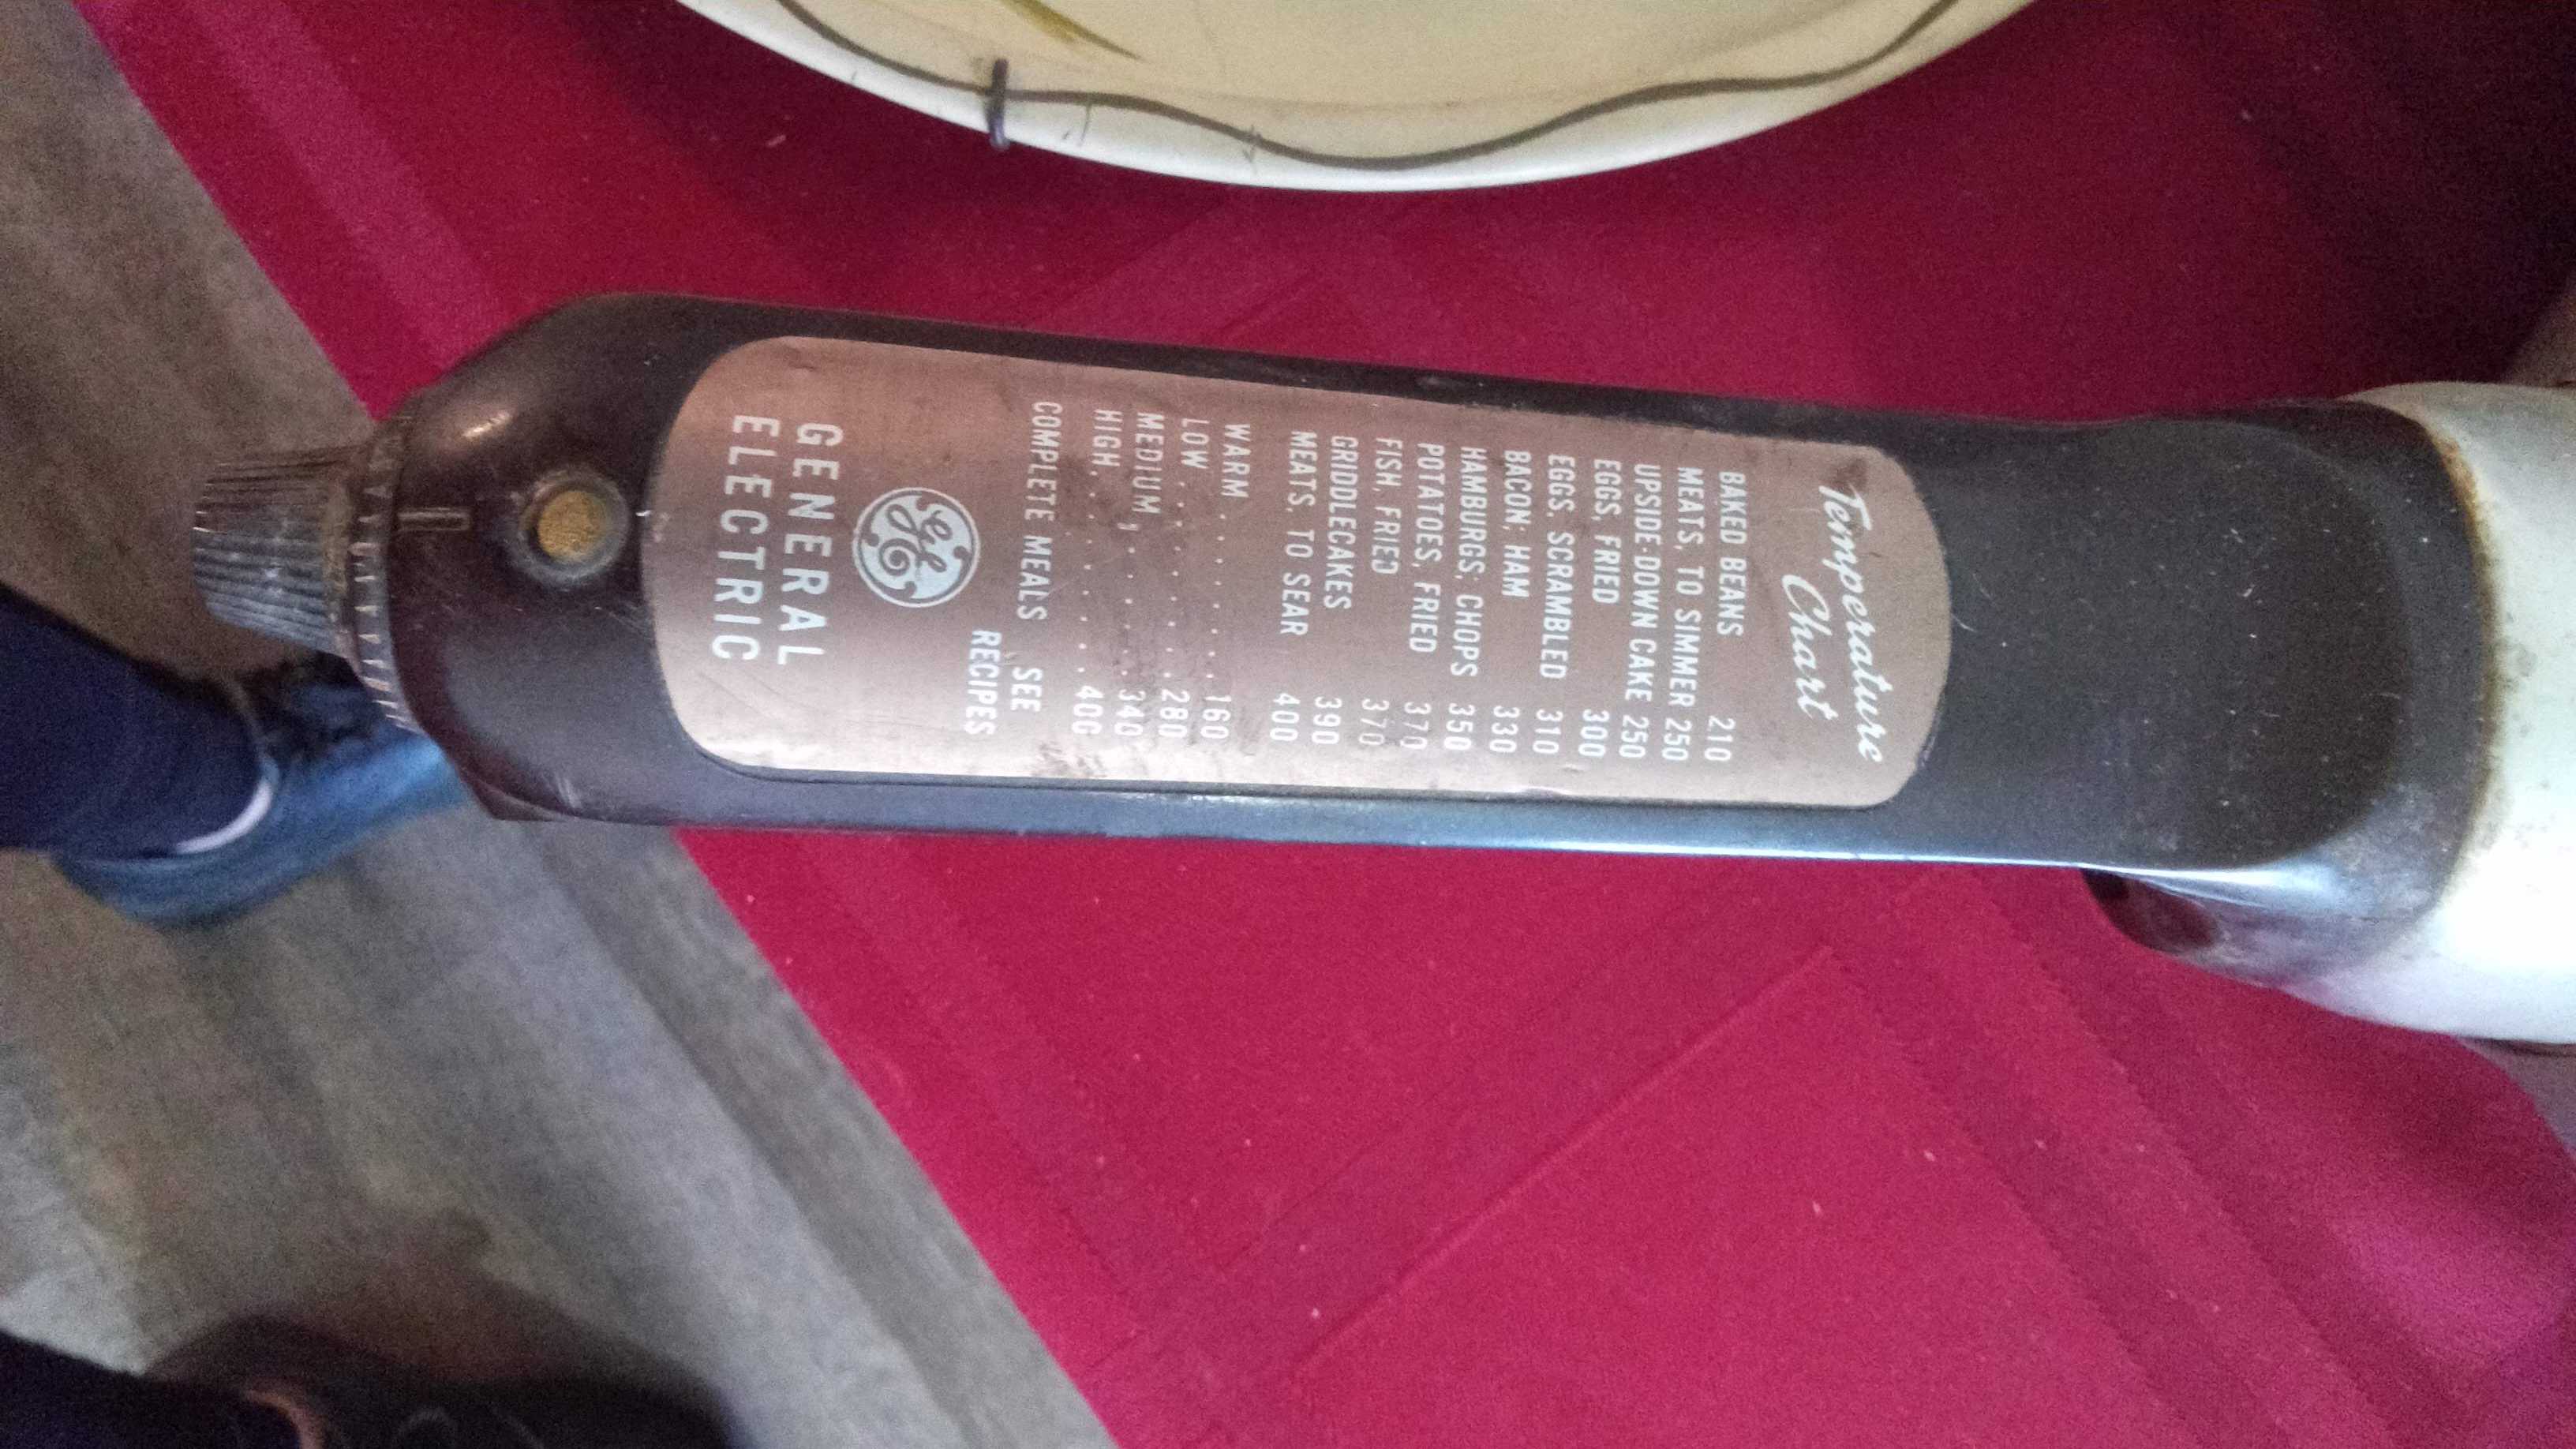 Temperature
Chart
BAKED BEANS 210
MEATS, TO SIMMER 250
UPSIDE-DOWN CAKE 250
EGGS, FRIED 300
EGGS, SCRAMBLED 310
BACON; HAM 330
HAMBURGS; CHOPS 350
POTATOES, FRIED 370
FISH, FRIED 370
GRIDDLECAKES 390
MEATS, TO SEAR 400
WARM . . . . . . . 160
LOW . . . . . . . . 280
MEDIUM . . . . . . 340
HIGH . . . . . . . . 400
COMPLETE MEALS SEE
RECIPES
GE
GENERAL
ELECTRIC